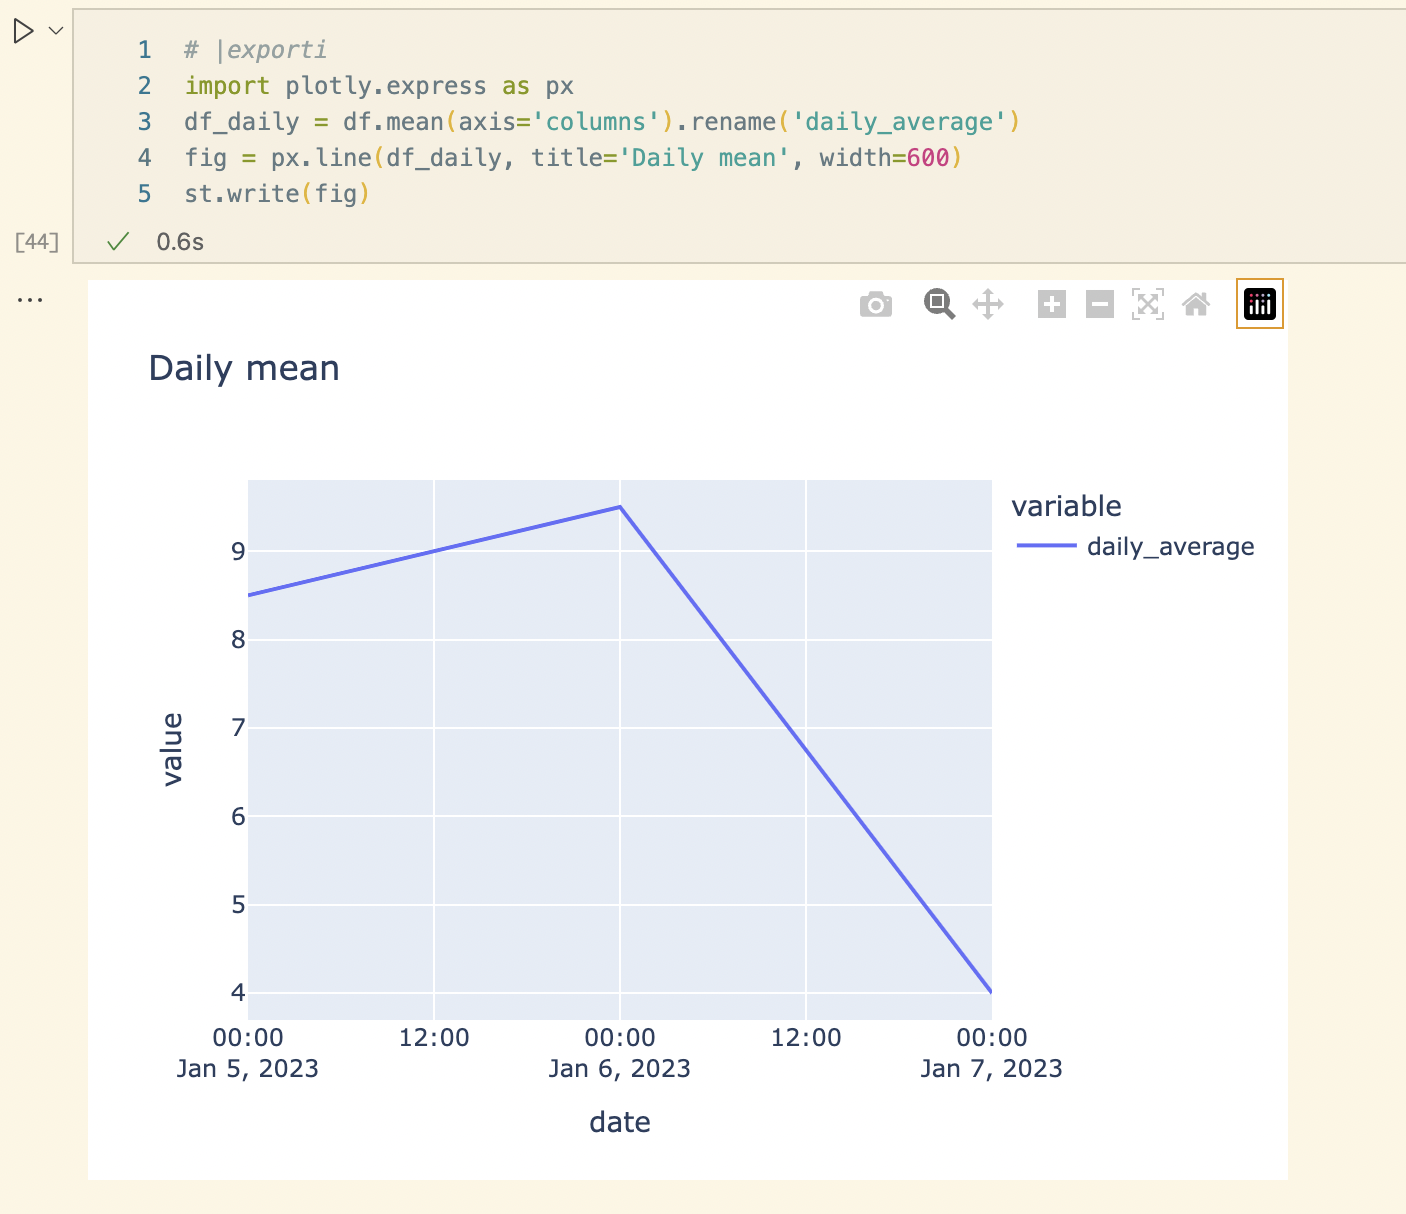 1 # |exporti
2 import plotly.express as px
3 df_daily = df.mean(axis='columns').rename('daily_average')
4 fig = px.line(df_daily, title='Daily mean', width=600)
5 st.write(fig)
[44] 0.6s
Daily mean
variable
daily_average
9
8
7
6
5
4
value
00:00 12:00 00:00 12:00 00:00
Jan 5, 2023 Jan 6, 2023 Jan 7, 2023
date